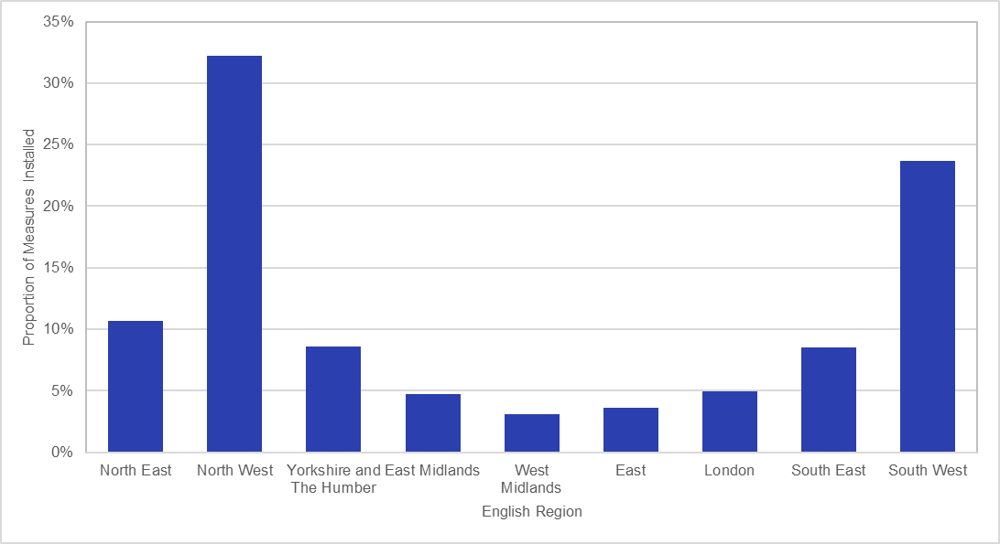 35%
30%
25%
20%
15%
10%
5%
0%
Proportion of Measures Installed
North East
North West
Yorkshire and
The Humber
East Midlands
West
Midlands
East
London
South East
South West
English Region